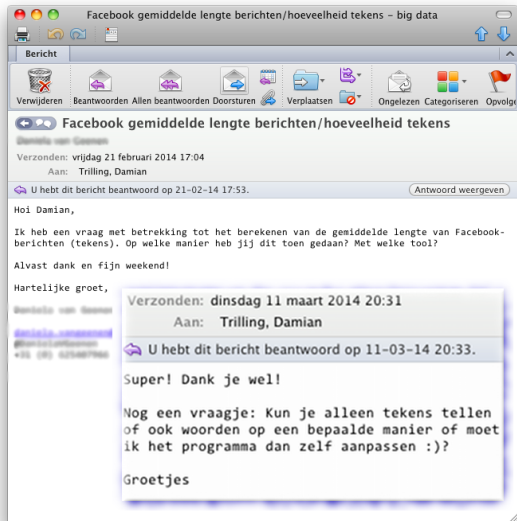 Facebook gemiddelde lengte berichten/hoeveelheid tekens – big data
Bericht
Verwijderen Beantwoorden Allen beantwoorden Doorsturen Verplaatsen Ongelezen Categoriseren Opvolge
Facebook gemiddelde lengte berichten/hoeveelheid tekens
Verzonden: vrijdag 21 februari 2014 17:04
Aan: Trilling, Damian
U hebt dit bericht beantwoord op 21-02-14 17:53.
Antwoord weergeven
Hoi Damian,
Ik heb een vraag met betrekking tot het berekenen van de gemiddelde lengte van Facebook-
berichten (tekens). Op welke manier heb jij dit toen gedaan? Met welke tool?
Alvast dank en fijn weekend!
Hartelijke groet,
Verzonden: dinsdag 11 maart 2014 20:31
Aan: Trilling, Damian
U hebt dit bericht beantwoord op 11-03-14 20:33.
Super! Dank je wel!
Nog een vraagje: Kun je alleen tekens tellen
of ook woorden op een bepaalde manier of moet
ik het programma dan zelf aanpassen :)?
Groetjes